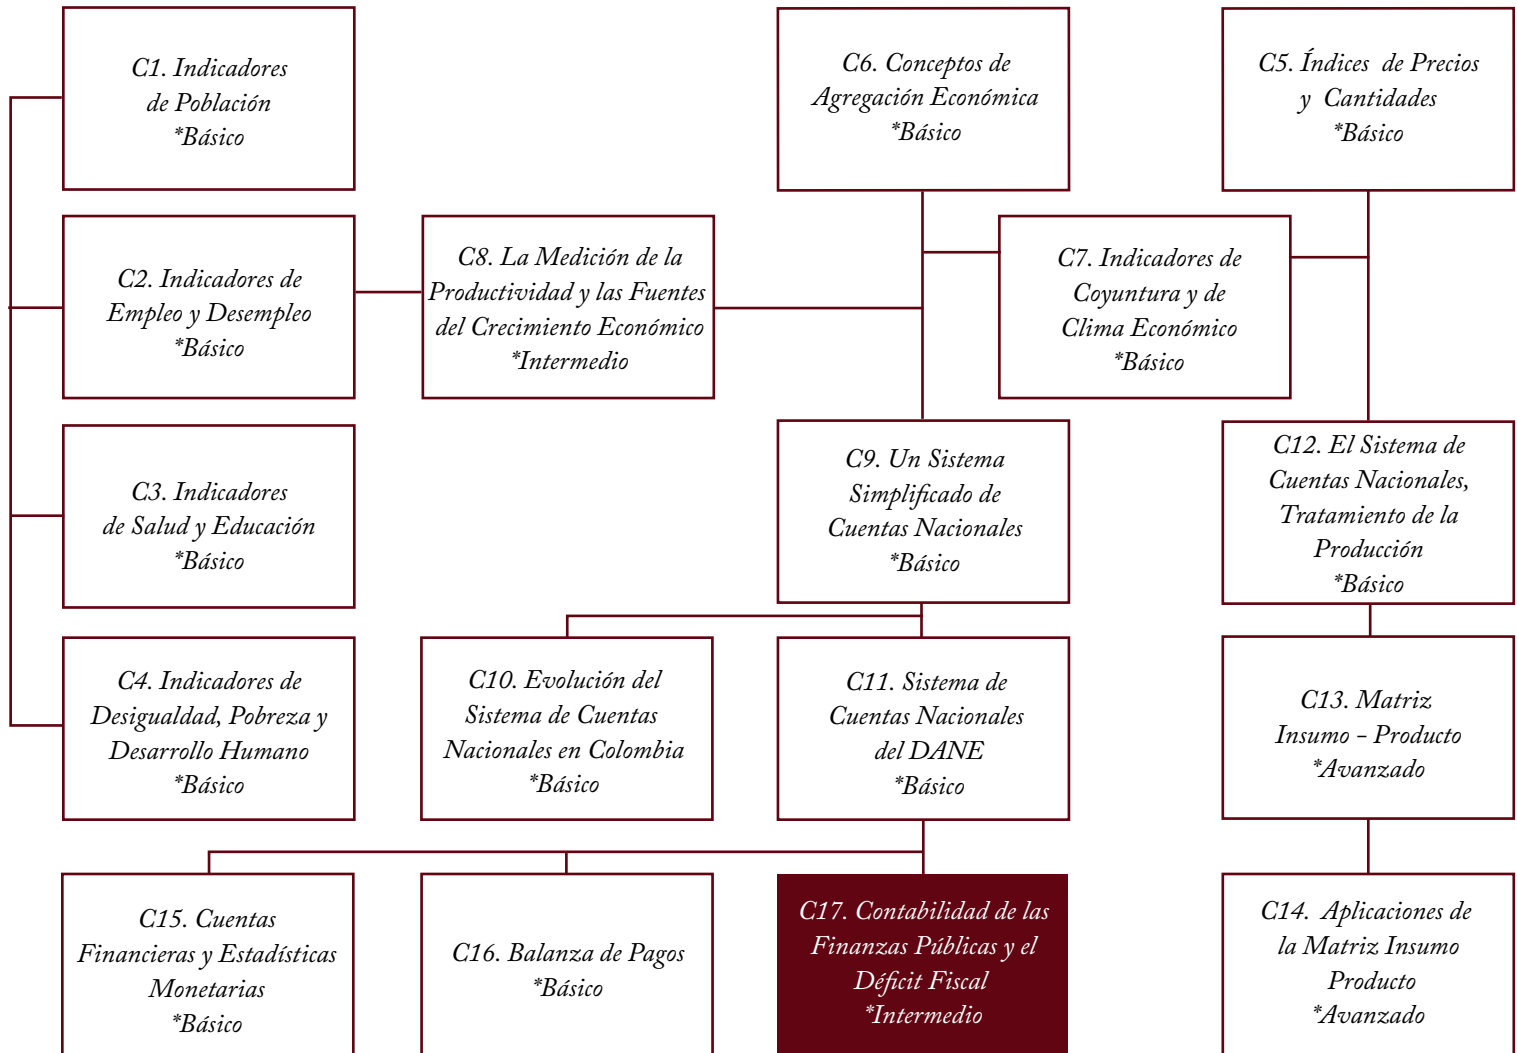 C1. Indicadores
de Población
*Básico
C6. Conceptos de
Agregación Económica
*Básico
C5. Índices de Precios
y Cantidades
*Básico
C2. Indicadores de
Empleo y Desempleo
*Básico
C8. La Medición de la
Productividad y las Fuentes
del Crecimiento Económico
*Intermedio
C7. Indicadores de
Coyuntura y de
Clima Económico
*Básico
C3. Indicadores
de Salud y Educación
*Básico
C9. Un Sistema
Simplificado de
Cuentas Nacionales
*Básico
C12. El Sistema de
Cuentas Nacionales,
Tratamiento de la
Producción
*Básico
C4. Indicadores de
Desigualdad, Pobreza y
Desarrollo Humano
*Básico
C10. Evolución del
Sistema de Cuentas
Nacionales en Colombia
*Básico
C11. Sistema de
Cuentas Nacionales
del DANE
*Básico
C13. Matriz
Insumo - Producto
*Avanzado
C15. Cuentas
Financieras y Estadísticas
Monetarias
*Básico
C16. Balanza de Pagos
*Básico
C17. Contabilidad de las
Finanzas Públicas y el
Déficit Fiscal
*Intermedio
C14. Aplicaciones de
la Matriz Insumo
Producto
*Avanzado